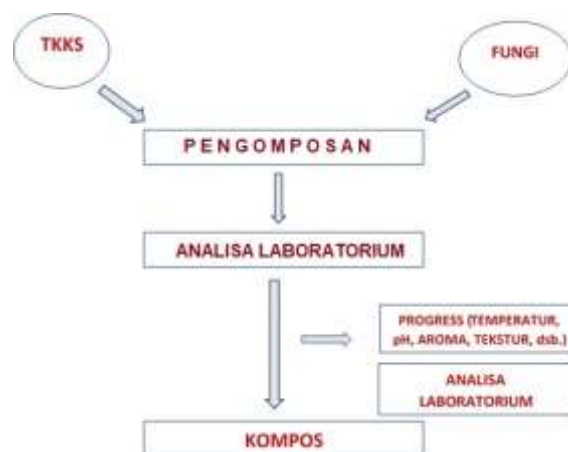 TKKS
FUNGI
PENGOMPOSAN
ANALISA LABORATORIUM
PROGRESS (TEMPERATUR,
pH, AROMA, TEKSTUR, dsb.)
ANALISA
LABORATORIUM
KOMPOS